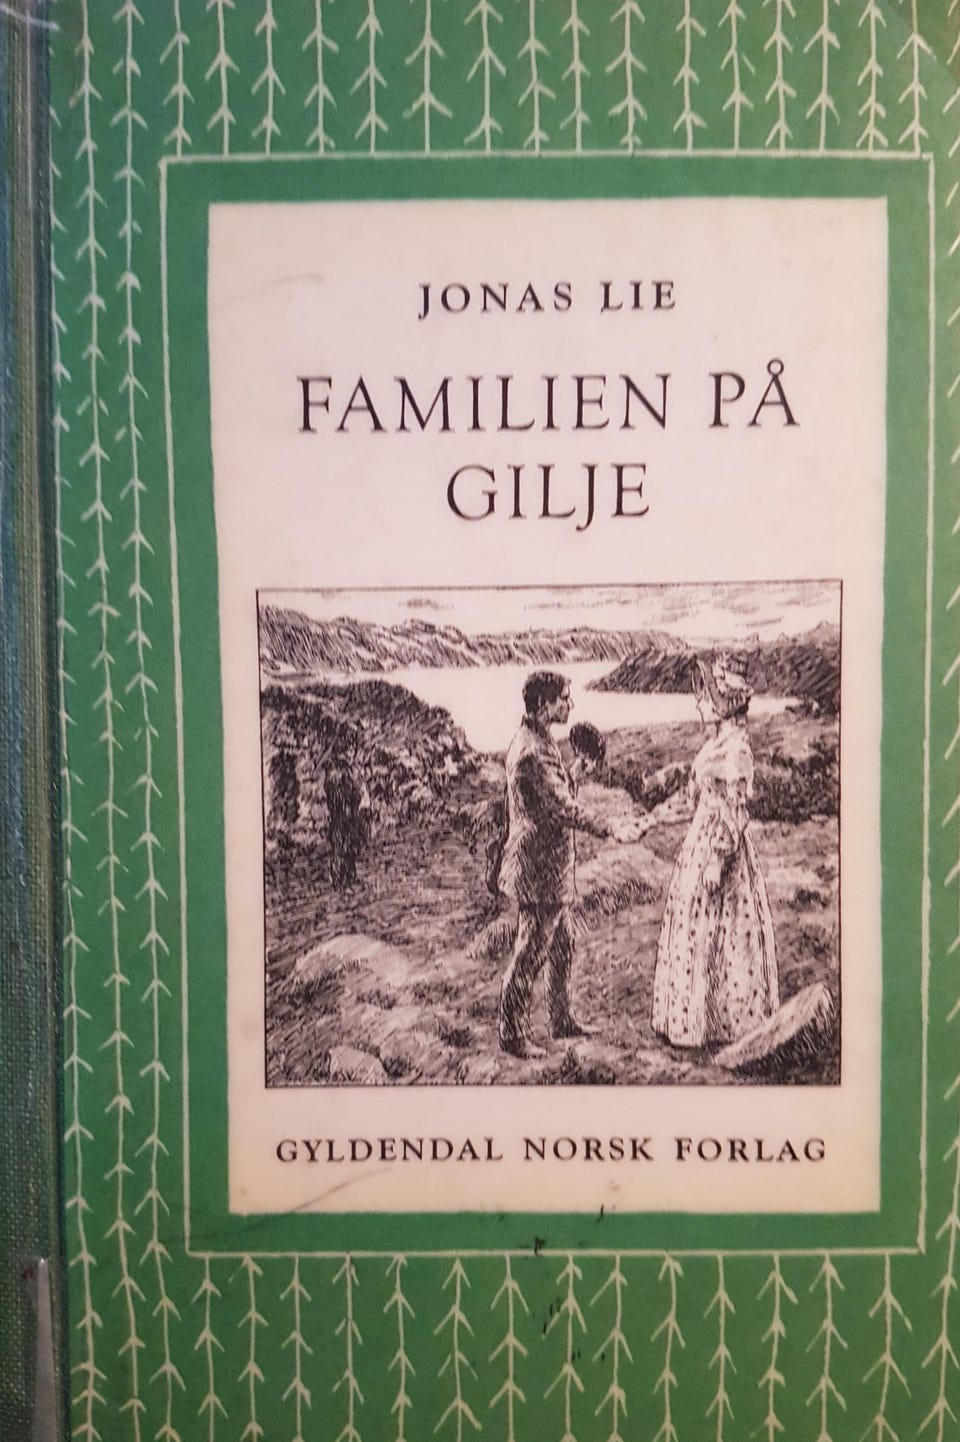 JONAS LIE
FAMILIEN PÅ
GILJE
GYLDENDAL NORSK FORLAG